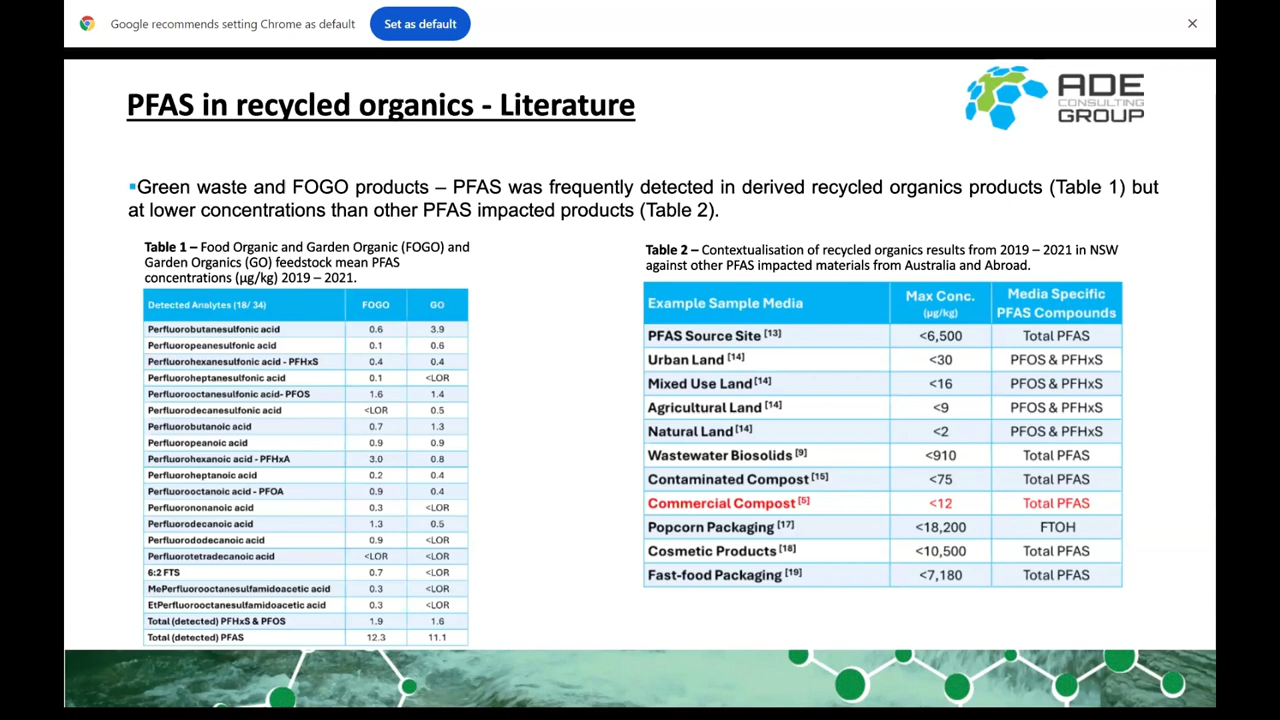 Google recommends setting Chrome as default
Set as default
PFAS in recycled organics - Literature
ADE
CONSULTING
GROUP
Green waste and FOGO products – PFAS was frequently detected in derived recycled organics products (Table 1) but
at lower concentrations than other PFAS impacted products (Table 2).
Table 1 – Food Organic and Garden Organic (FOGO) and
Garden Organics (GO) feedstock mean PFAS
concentrations (µg/kg) 2019 – 2021.
Detected Analytes (18/ 34) FOGO GO
Perfluorobutanesulfonic acid 0.6 3.9
Perfluoropeanesulfonic acid 0.1 0.6
Perfluorohexanesulfonic acid - PFHxS 0.4 0.4
Perfluoroheptanesulfonic acid 0.1 <LOR
Perfluorooctanesulfonic acid- PFOS 1.6 1.4
Perfluorodecanesulfonic acid <LOR 0.5
Perfluorobutanoic acid 0.7 1.3
Perfluoropeanoic acid 0.9 0.9
Perfluorohexanoic acid - PFHxA 3.0 0.8
Perfluoroheptanoic acid 0.2 0.4
Perfluorooctanoic acid - PFOA 0.9 0.4
Perfluorononanoic acid 0.3 <LOR
Perfluorodecanoic acid 1.3 0.5
Perfluorododecanoic acid 0.9 <LOR
Perfluorotetradecanoic acid <LOR <LOR
6:2 FTS 0.7 <LOR
MePerfluorooctanesulfamidoacetic acid 0.3 <LOR
EtPerfluorooctanesulfamidoacetic acid 0.3 <LOR
Total (detected) PFHxS & PFOS 1.9 1.6
Total (detected) PFAS 12.3 11.1
Table 2 – Contextualisation of recycled organics results from 2019 – 2021 in NSW
against other PFAS impacted materials from Australia and Abroad.
Example Sample Media Max Conc. (µg/kg) Media Specific PFAS Compounds
PFAS Source Site [13] <6,500 Total PFAS
Urban Land [14] <30 PFOS & PFHxS
Mixed Use Land [14] <16 PFOS & PFHxS
Agricultural Land [14] <9 PFOS & PFHxS
Natural Land [14] <2 PFOS & PFHxS
Wastewater Biosolids [9] <910 Total PFAS
Contaminated Compost [15] <75 Total PFAS
Commercial Compost [5] <12 Total PFAS
Popcorn Packaging [17] <18,200 FTOH
Cosmetic Products [18] <10,500 Total PFAS
Fast-food Packaging [19] <7,180 Total PFAS